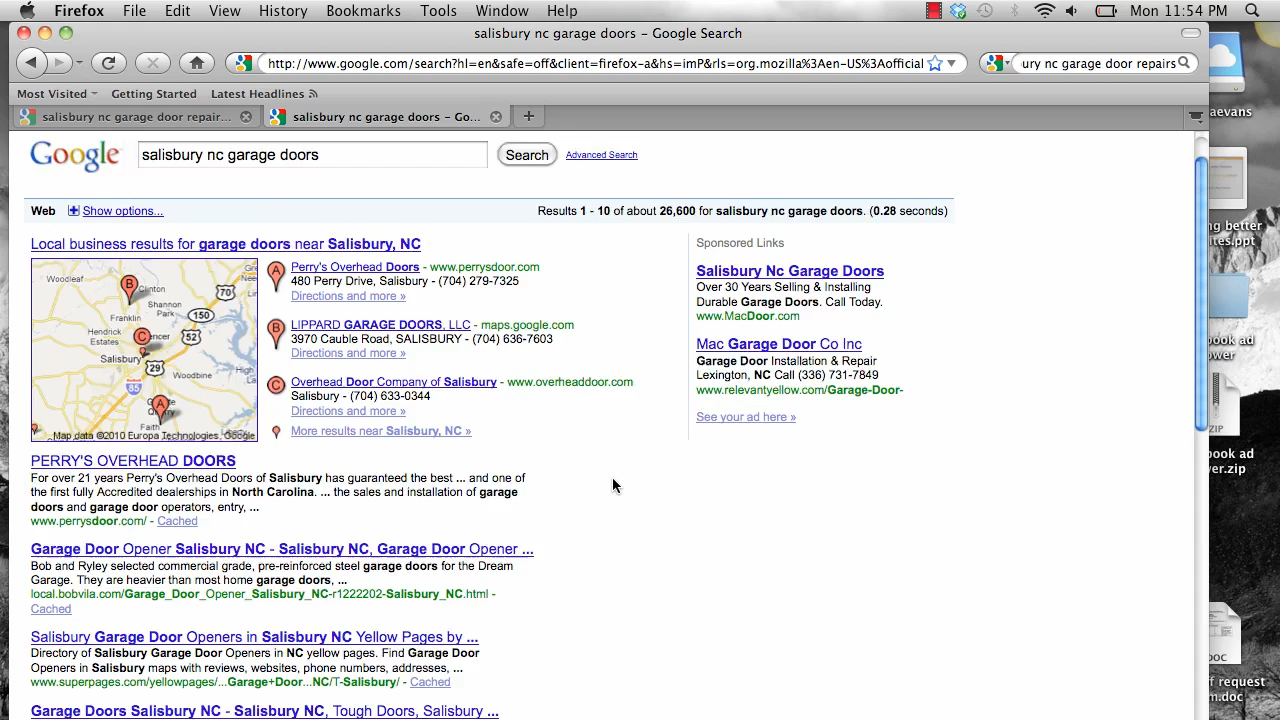 Firefox File Edit View History Bookmarks Tools Window Help Mon 11:54 PM
salisbury nc garage doors - Google Search
http://www.google.com/search?hl=en&safe=off&client=firefox-a&hs=imP&rls=org.mozilla%3Aen-US%3Aofficial ury nc garage door repairs
Most Visited Getting Started Latest Headlines
salisbury nc garage door repair... salisbury nc garage doors - Go...
aevans
Google salisbury nc garage doors Search Advanced Search
Web Show options... Results 1 - 10 of about 26,600 for salisbury nc garage doors. (0.28 seconds)
Local business results for garage doors near Salisbury, NC
Woodleaf
Clinton
Shannon
Park
Franklin
Hendrick
Estates
Salisbury
Woodbine
Faith
70
150
52
29
85
B
C
A
Map data ©2010 Europa Technologies, Google
A
Perry's Overhead Doors - www.perrysdoor.com
480 Perry Drive, Salisbury - (704) 279-7325
Directions and more »
B
LIPPARD GARAGE DOORS, LLC - maps.google.com
3970 Cauble Road, SALISBURY - (704) 636-7603
Directions and more »
C
Overhead Door Company of Salisbury - www.overheaddoor.com
Salisbury - (704) 633-0344
Directions and more »
More results near Salisbury, NC »
Sponsored Links
Salisbury Nc Garage Doors
Over 30 Years Selling & Installing
Durable Garage Doors. Call Today.
www.MacDoor.com
Mac Garage Door Co Inc
Garage Door Installation & Repair
Lexington, NC Call (336) 731-7849
www.relevantyellow.com/Garage-Door-
See your ad here »
PERRY'S OVERHEAD DOORS
For over 21 years Perry's Overhead Doors of Salisbury has guaranteed the best ... and one of
the first fully Accredited dealerships in North Carolina. ... the sales and installation of garage
doors and garage door operators, entry, ...
www.perrysdoor.com/ - Cached
Garage Door Opener Salisbury NC - Salisbury NC, Garage Door Opener ...
Bob and Ryley selected commercial grade, pre-reinforced steel garage doors for the Dream
Garage. They are heavier than most home garage doors, ...
local.bobvila.com/Garage_Door_Opener_Salisbury_NC-r1222202-Salisbury_NC.html -
Cached
Salisbury Garage Door Openers in Salisbury NC Yellow Pages by ...
Directory of Salisbury Garage Door Openers in NC yellow pages. Find Garage Door
Openers in Salisbury maps with reviews, websites, phone numbers, addresses, ...
www.superpages.com/yellowpages/...Garage+Door...NC/T-Salisbury/ - Cached
Garage Doors Salisbury NC - Salisbury NC, Tough Doors, Salisbury ...
ng better
ites.ppt
ook ad
ower
ZIP
ook ad
ver.zip
DOC
f request
m.doc